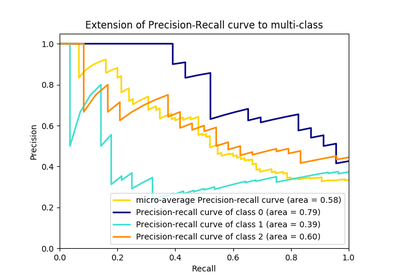 Extension of Precision-Recall curve to multi-class
1.0
0.8
0.6
0.4
0.2
0.0
Precision
micro-average Precision-recall curve (area = 0.58)
Precision-recall curve of class 0 (area = 0.79)
Precision-recall curve of class 1 (area = 0.39)
Precision-recall curve of class 2 (area = 0.60)
0.0 0.2 0.4 0.6 0.8 1.0
Recall